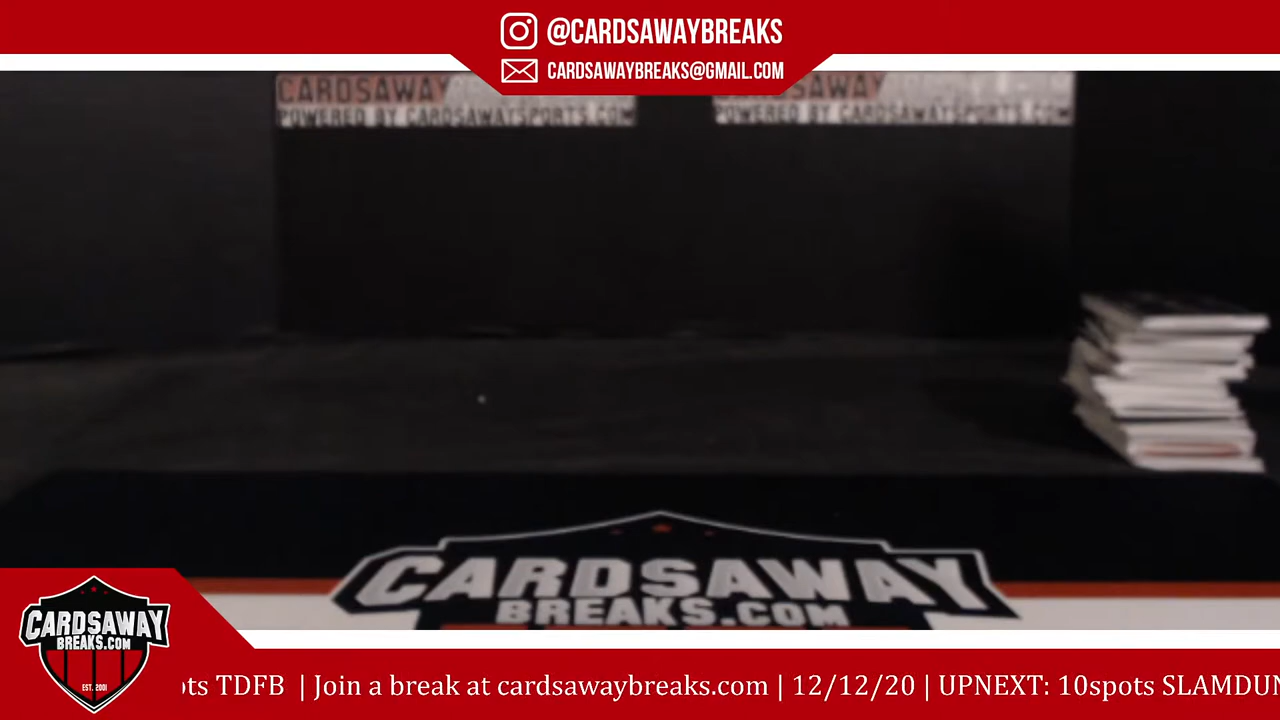 @CARDSAWAYBREAKS
CARDSAWAYBREAKS@GMAIL.COM
CARDSAWAY
POWERED BY CARDSAWAYSPORTS.COM
POWERED BY CARDSAWAYSPORTS.COM
CARDSAWAY
BREAKS.COM
CARDSAWAY
BREAKS.COM
EST. 2001
ts TDFB | Join a break at cardsawaybreaks.com | 12/12/20 | UPNEXT: 10spots SLAMDUN